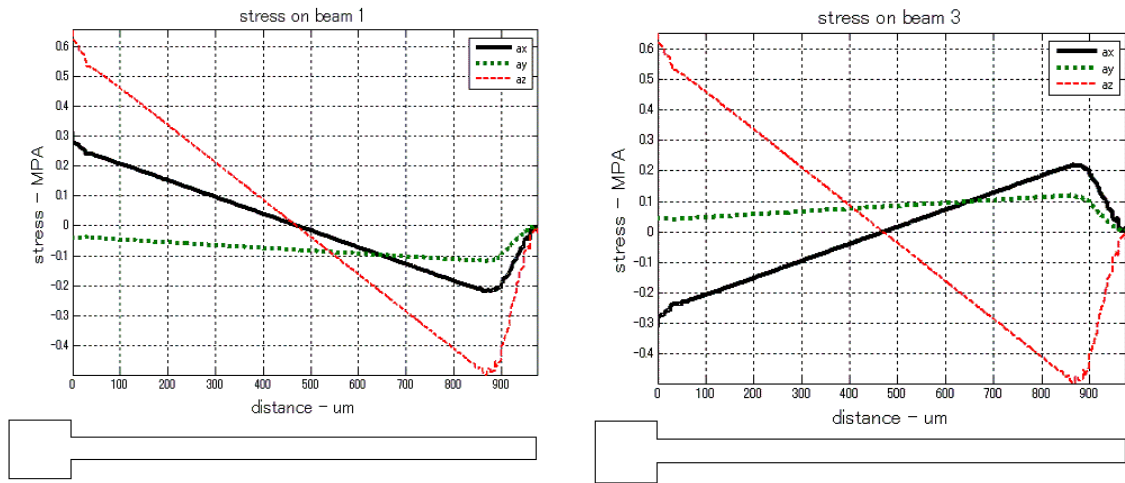 stress on beam 1
ax
ay
az
0.6
0.5
0.4
0.3
0.2
0.1
0
-0.1
-0.2
-0.3
-0.4
stress - MPA
0 100 200 300 400 500 600 700 800 900
distance - um
stress on beam 3
ax
ay
az
0.6
0.5
0.4
0.3
0.2
0.1
0
-0.1
-0.2
-0.3
-0.4
stress - MPA
0 100 200 300 400 500 600 700 800 900
distance - um